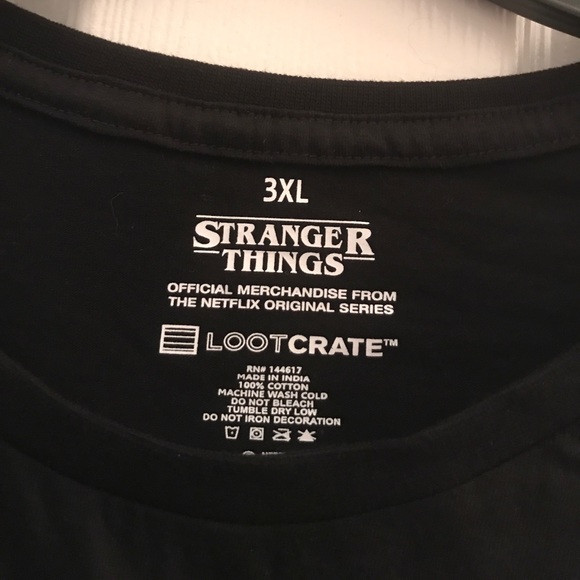 3XL
STRANGER
THINGS
OFFICIAL MERCHANDISE FROM
THE NETFLIX ORIGINAL SERIES
LOOTCRATE™
RN# 144617
MADE IN INDIA
100% COTTON
MACHINE WASH COLD
DO NOT BLEACH
TUMBLE DRY LOW
DO NOT IRON DECORATION